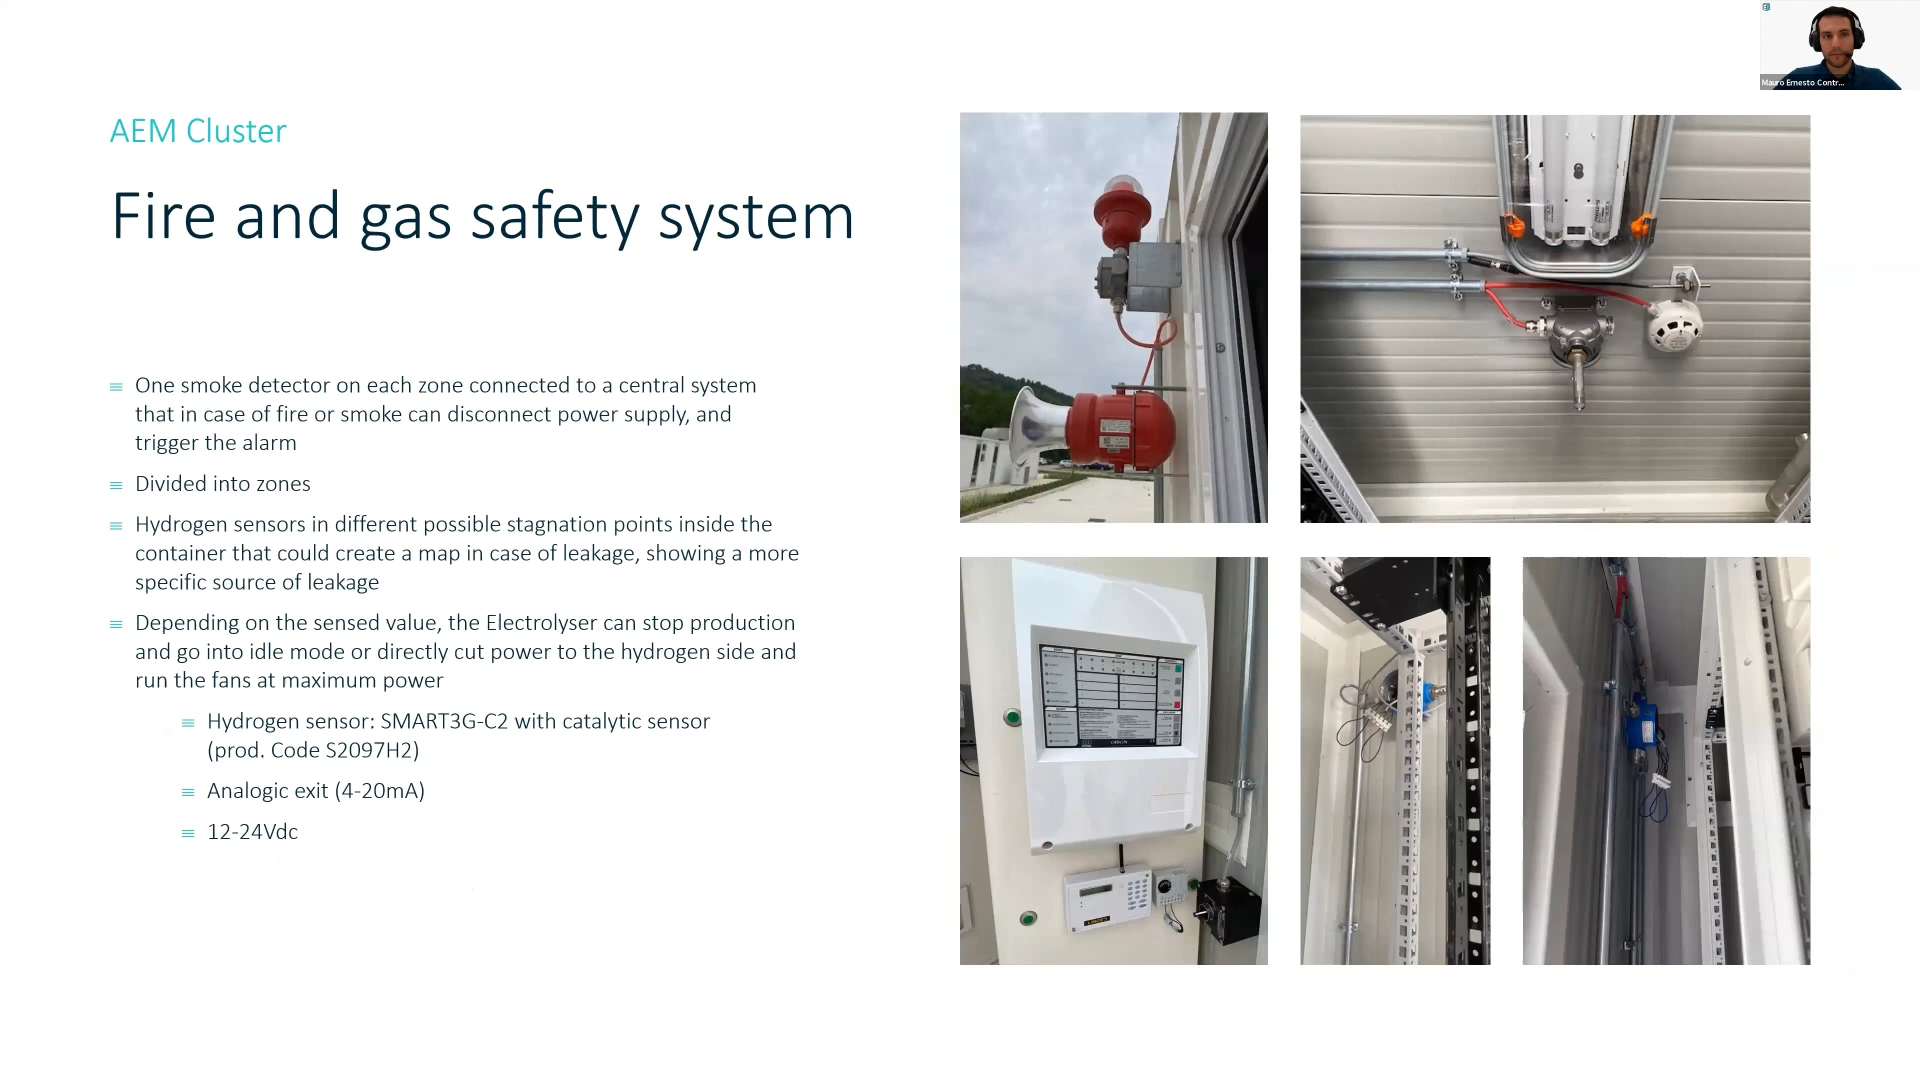 Mauro Ernesto Contr...
AEM Cluster
Fire and gas safety system
One smoke detector on each zone connected to a central system
that in case of fire or smoke can disconnect power supply, and
trigger the alarm
Divided into zones
Hydrogen sensors in different possible stagnation points inside the
container that could create a map in case of leakage, showing a more
specific source of leakage
Depending on the sensed value, the Electrolyser can stop production
and go into idle mode or directly cut power to the hydrogen side and
run the fans at maximum power
Hydrogen sensor: SMART3G-C2 with catalytic sensor
(prod. Code S2097H2)
Analogic exit (4-20mA)
12-24Vdc